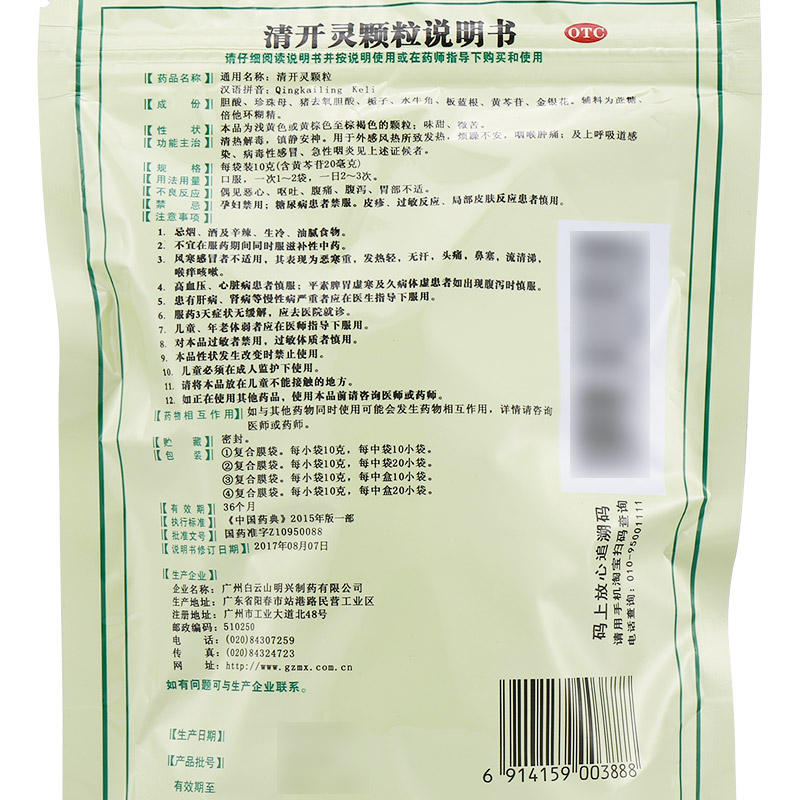 清开灵颗粒说明书
OTC
请仔细阅读说明书并按说明使用或在药师指导下购买和使用
【药品名称】通用名称：清开灵颗粒
汉语拼音：Qingkailing Keli
【成 份】胆酸、珍珠母、猪去氧胆酸、栀子、水牛角、板蓝根、黄芩苷、金银花。辅料为蔗糖、
倍他环糊精。
【性 状】本品为浅黄色或黄棕色至棕褐色的颗粒；味甜、微苦。
【功能主治】清热解毒，镇静安神。用于外感风热所致发热，烦躁不安，咽喉肿痛；及上呼吸道感
染、病毒性感冒、急性咽炎见上述证候者。
【规 格】每袋装10克(含黄芩苷20毫克)
【用法用量】口服，一次1～2袋，一日2～3次。
【不良反应】偶见恶心、呕吐、腹痛、腹泻、胃部不适。
【禁 忌】孕妇禁用；糖尿病患者禁服。皮疹、过敏反应、局部皮肤反应患者慎用。
【注意事项】
1. 忌烟、酒及辛辣、生冷、油腻食物。
2. 不宜在服药期间同时服滋补性中药。
3. 风寒感冒者不适用，其表现为恶寒重，发热轻，无汗，头痛，鼻塞，流清涕，
喉痒咳嗽。
4. 高血压、心脏病患者慎服；平素脾胃虚寒及久病体虚患者如出现腹泻时慎服。
5. 患有肝病、肾病等慢性病严重者应在医生指导下服用。
6. 服药3天症状无缓解，应去医院就诊。
7. 儿童、年老体弱者应在医师指导下服用。
8. 对本品过敏者禁用，过敏体质者慎用。
9. 本品性状发生改变时禁止使用。
10. 儿童必须在成人监护下使用。
11. 请将本品放在儿童不能接触的地方。
12. 如正在使用其他药品，使用本品前请咨询医师或药师。
【药物相互作用】如与其他药物同时使用可能会发生药物相互作用，详情请咨询
医师或药师。
【贮 藏】密封。
【包 装】①复合膜袋。每小袋10克，每中袋10小袋。
②复合膜袋。每小袋10克，每中袋20小袋。
③复合膜袋。每小袋10克，每中盒10小袋。
④复合膜袋。每小袋10克，每中盒20小袋。
【有 效 期】36个月
【执行标准】《中国药典》2015年版一部
【批准文号】国药准字Z10950088
【说明书修订日期】2017年08月07日
【生产企业】
企业名称：广州白云山明兴制药有限公司
生产地址：广东省阳春市站港路民营工业区
注册地址：广州市工业大道北48号
邮政编码：510250
电 话：(020)84307259
传 真：(020)84324723
网 址：http://www.gzmx.com.cn
如有问题可与生产企业联系。
【生产日期】
【产品批号】
有效期至
码上放心追溯码
请用手机淘宝扫码查询
电话查询：010-95001111
6 914159 003888